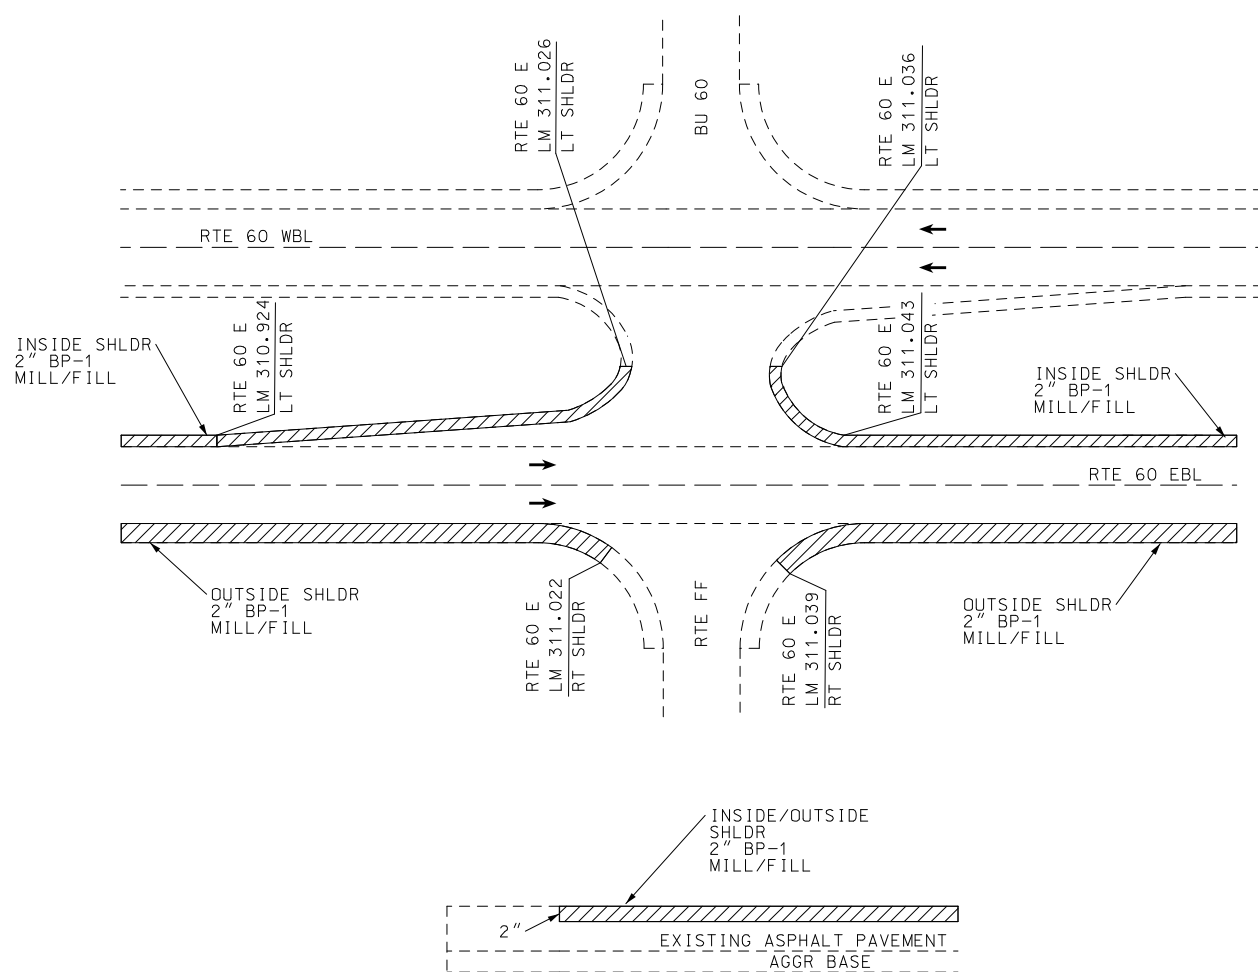 RTE 60 E
LM 311.026
LT SHLDR
BU 60
RTE 60 E
LM 311.036
LT SHLDR
RTE 60 WBL
INSIDE SHLDR
2" BP-1
MILL/FILL
RTE 60 E
LM 310.924
LT SHLDR
RTE 60 E
LM 311.043
LT SHLDR
INSIDE SHLDR
2" BP-1
MILL/FILL
RTE 60 EBL
OUTSIDE SHLDR
2" BP-1
MILL/FILL
RTE 60 E
LM 311.022
RT SHLDR
RTE FF
RTE 60 E
LM 311.039
RT SHLDR
OUTSIDE SHLDR
2" BP-1
MILL/FILL
INSIDE/OUTSIDE
SHLDR
2" BP-1
MILL/FILL
2"
EXISTING ASPHALT PAVEMENT
AGGR BASE